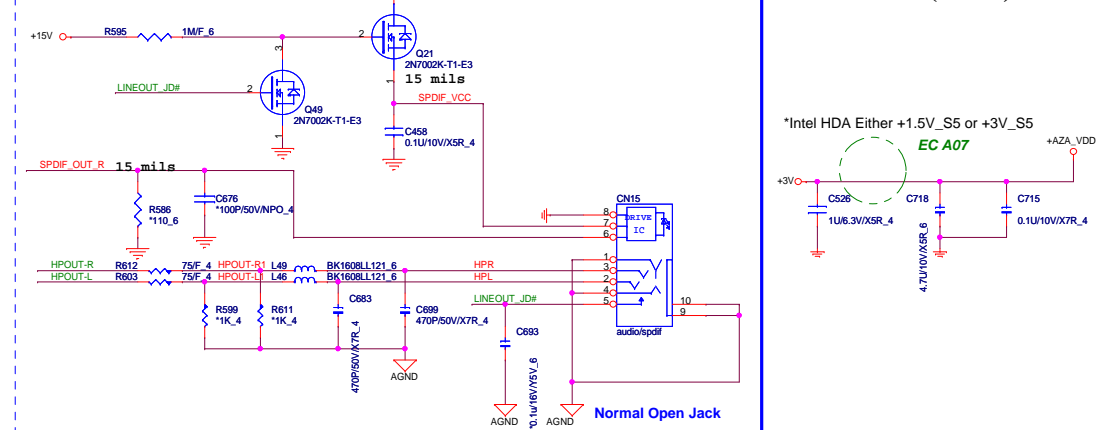 +15V
R595
1M/F_6
3
2
Q21
2N7002K-T1-E3
1
15 mils
SPDIF_VCC
LINEOUT_JD#
2
Q49
2N7002K-T1-E3
1
C458
0.1U/10V/X5R_4
SPDIF_OUT_R
15 mils
R586
*110_6
C676
*100P/50V/NPO_4
CN15
8
7
6
DRIVE
IC
HPOUT-R
R612
75/F_4
HPOUT-R1
L49
BK1608LL121_6
HPR
HPOUT-L
R603
75/F_4
HPOUT-L1
L46
BK1608LL121_6
HPL
1
3
2
4
5
LINEOUT_JD#
10
9
audio/spdif
R599
*1K_4
R611
*1K_4
C683
470P/50V/X7R_4
C699
470P/50V/X7R_4
C693
*0.1u/16V/Y5V_6
AGND
AGND
AGND
Normal Open Jack
*Intel HDA Either +1.5V_S5 or +3V_S5
EC A07
+AZA_VDD
+3V
C526
1U/6.3V/X5R_4
C718
4.7U/10V/X5R_6
C715
0.1U/10V/X7R_4